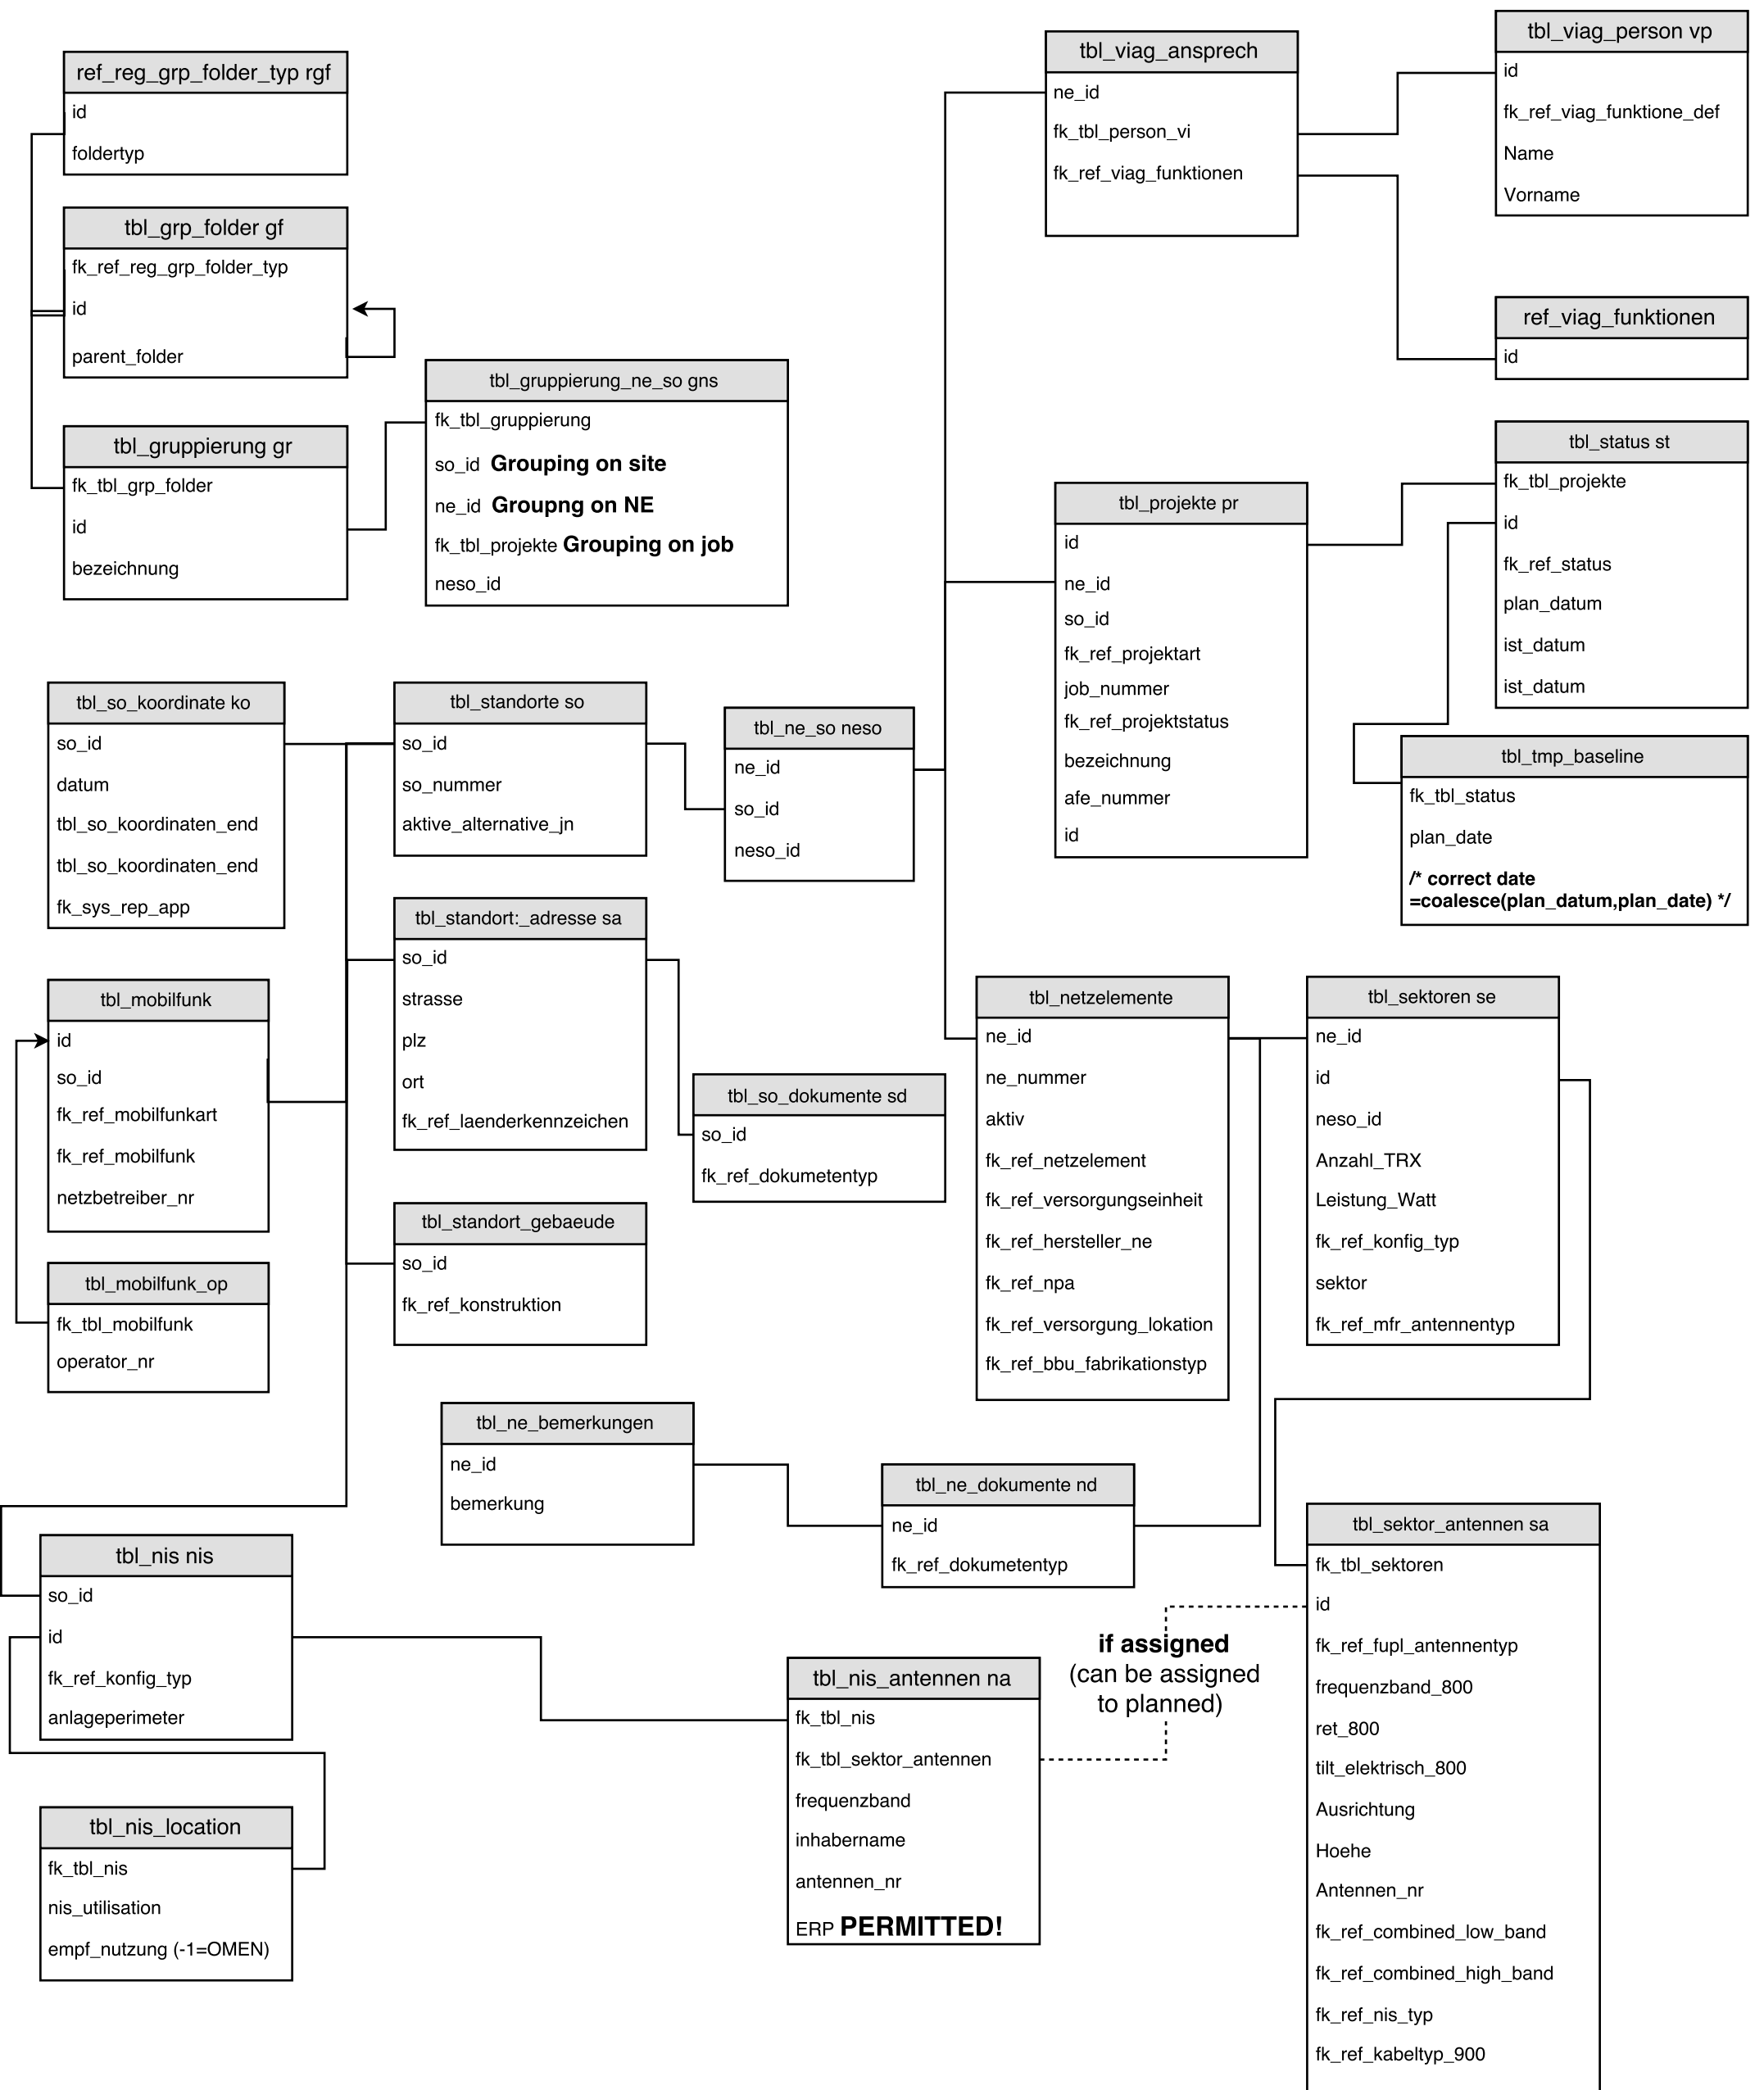 ref_reg_grp_folder_typ rgf
id
foldertyp
tbl_grp_folder gf
fk_ref_reg_grp_folder_typ
id
parent_folder
tbl_gruppierung gr
fk_tbl_grp_folder
id
bezeichnung
tbl_gruppierung_ne_so gns
fk_tbl_gruppierung
so_id Grouping on site
ne_id Groupng on NE
fk_tbl_projekte Grouping on job
neso_id
tbl_viag_ansprech
ne_id
fk_tbl_person_vi
fk_ref_viag_funktionen
tbl_viag_person vp
id
fk_ref_viag_funktione_def
Name
Vorname
ref_viag_funktionen
id
tbl_status st
fk_tbl_projekte
id
fk_ref_status
plan_datum
ist_datum
ist_datum
tbl_projekte pr
id
ne_id
so_id
fk_ref_projektart
job_nummer
fk_ref_projektstatus
bezeichnung
afe_nummer
id
tbl_tmp_baseline
fk_tbl_status
plan_date
/* correct date
=coalesce(plan_datum,plan_date) */
tbl_so_koordinate ko
so_id
datum
tbl_so_koordinaten_end
tbl_so_koordinaten_end
fk_sys_rep_app
tbl_standorte so
so_id
so_nummer
aktive_alternative_jn
tbl_ne_so neso
ne_id
so_id
neso_id
tbl_standort:_adresse sa
so_id
strasse
plz
ort
fk_ref_laenderkennzeichen
tbl_mobilfunk
id
so_id
fk_ref_mobilfunkart
fk_ref_mobilfunk
netzbetreiber_nr
tbl_so_dokumente sd
so_id
fk_ref_dokumetentyp
tbl_standort_gebaeude
so_id
fk_ref_konstruktion
tbl_mobilfunk_op
fk_tbl_mobilfunk
operator_nr
tbl_netzelemente
ne_id
ne_nummer
aktiv
fk_ref_netzelement
fk_ref_versorgungseinheit
fk_ref_hersteller_ne
fk_ref_npa
fk_ref_versorgung_lokation
fk_ref_bbu_fabrikationstyp
tbl_sektoren se
ne_id
id
neso_id
Anzahl_TRX
Leistung_Watt
fk_ref_konfig_typ
sektor
fk_ref_mfr_antennentyp
tbl_ne_bemerkungen
ne_id
bemerkung
tbl_ne_dokumente nd
ne_id
fk_ref_dokumetentyp
tbl_nis nis
so_id
id
fk_ref_konfig_typ
anlageperimeter
tbl_nis_location
fk_tbl_nis
nis_utilisation
empf_nutzung (-1=OMEN)
tbl_nis_antennen na
fk_tbl_nis
fk_tbl_sektor_antennen
frequenzband
inhabername
antennen_nr
ERP PERMITTED!
if assigned
(can be assigned
to planned)
tbl_sektor_antennen sa
fk_tbl_sektoren
id
fk_ref_fupl_antennentyp
frequenzband_800
ret_800
tilt_elektrisch_800
Ausrichtung
Hoehe
Antennen_nr
fk_ref_combined_low_band
fk_ref_combined_high_band
fk_ref_nis_typ
fk_ref_kabeltyp_900